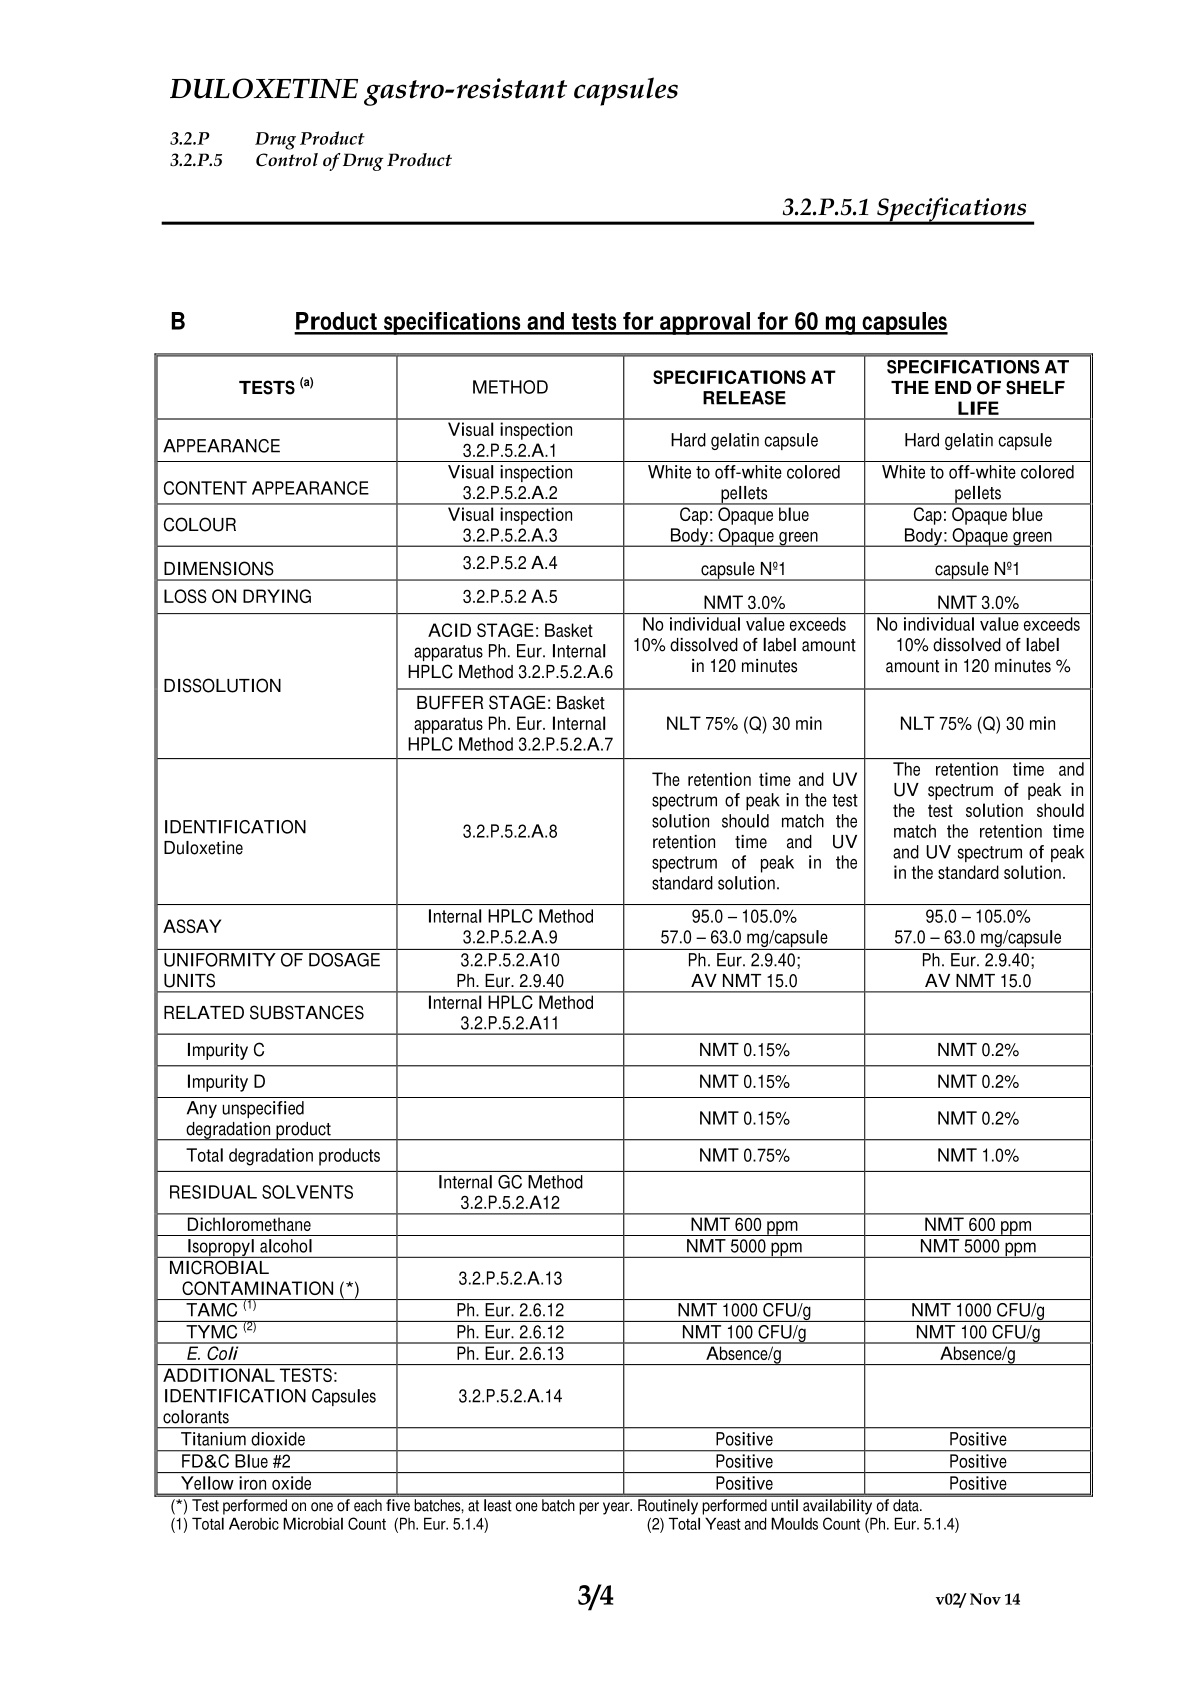 DULOXETINE gastro-resistant capsules
3.2.P Drug Product
3.2.P.5 Control of Drug Product
3.2.P.5.1 Specifications
B Product specifications and tests for approval for 60 mg capsules
TESTS (a) METHOD SPECIFICATIONS AT RELEASE SPECIFICATIONS AT THE END OF SHELF LIFE
APPEARANCE Visual inspection 3.2.P.5.2.A.1 Hard gelatin capsule Hard gelatin capsule
CONTENT APPEARANCE Visual inspection 3.2.P.5.2.A.2 White to off-white colored pellets White to off-white colored pellets
COLOUR Visual inspection 3.2.P.5.2.A.3 Cap: Opaque blue Body: Opaque green Cap: Opaque blue Body: Opaque green
DIMENSIONS 3.2.P.5.2 A.4 capsule Nº1 capsule Nº1
LOSS ON DRYING 3.2.P.5.2 A.5 NMT 3.0% NMT 3.0%
DISSOLUTION
ACID STAGE: Basket apparatus Ph. Eur. Internal HPLC Method 3.2.P.5.2.A.6 No individual value exceeds 10% dissolved of label amount in 120 minutes No individual value exceeds 10% dissolved of label amount in 120 minutes %
BUFFER STAGE: Basket apparatus Ph. Eur. Internal HPLC Method 3.2.P.5.2.A.7 NLT 75% (Q) 30 min NLT 75% (Q) 30 min
IDENTIFICATION Duloxetine 3.2.P.5.2.A.8 The retention time and UV spectrum of peak in the test solution should match the retention time and UV spectrum of peak in the standard solution. The retention time and UV spectrum of peak in the test solution should match the retention time and UV spectrum of peak in the standard solution.
ASSAY Internal HPLC Method 3.2.P.5.2.A.9 95.0 – 105.0% 57.0 – 63.0 mg/capsule 95.0 – 105.0% 57.0 – 63.0 mg/capsule
UNIFORMITY OF DOSAGE UNITS 3.2.P.5.2.A10 Ph. Eur. 2.9.40 Ph. Eur. 2.9.40; AV NMT 15.0 Ph. Eur. 2.9.40; AV NMT 15.0
RELATED SUBSTANCES Internal HPLC Method 3.2.P.5.2.A11
Impurity C NMT 0.15% NMT 0.2%
Impurity D NMT 0.15% NMT 0.2%
Any unspecified degradation product NMT 0.15% NMT 0.2%
Total degradation products NMT 0.75% NMT 1.0%
RESIDUAL SOLVENTS Internal GC Method 3.2.P.5.2.A12
Dichloromethane NMT 600 ppm NMT 600 ppm
Isopropyl alcohol NMT 5000 ppm NMT 5000 ppm
MICROBIAL CONTAMINATION (*) 3.2.P.5.2.A.13
TAMC (1) Ph. Eur. 2.6.12 NMT 1000 CFU/g NMT 1000 CFU/g
TYMC (2) Ph. Eur. 2.6.12 NMT 100 CFU/g NMT 100 CFU/g
E. Coli Ph. Eur. 2.6.13 Absence/g Absence/g
ADDITIONAL TESTS: IDENTIFICATION Capsules colorants 3.2.P.5.2.A.14
Titanium dioxide Positive Positive
FD&C Blue #2 Positive Positive
Yellow iron oxide Positive Positive
(*) Test performed on one of each five batches, at least one batch per year. Routinely performed until availability of data.
(1) Total Aerobic Microbial Count (Ph. Eur. 5.1.4) (2) Total Yeast and Moulds Count (Ph. Eur. 5.1.4)
3/4 v02/ Nov 14